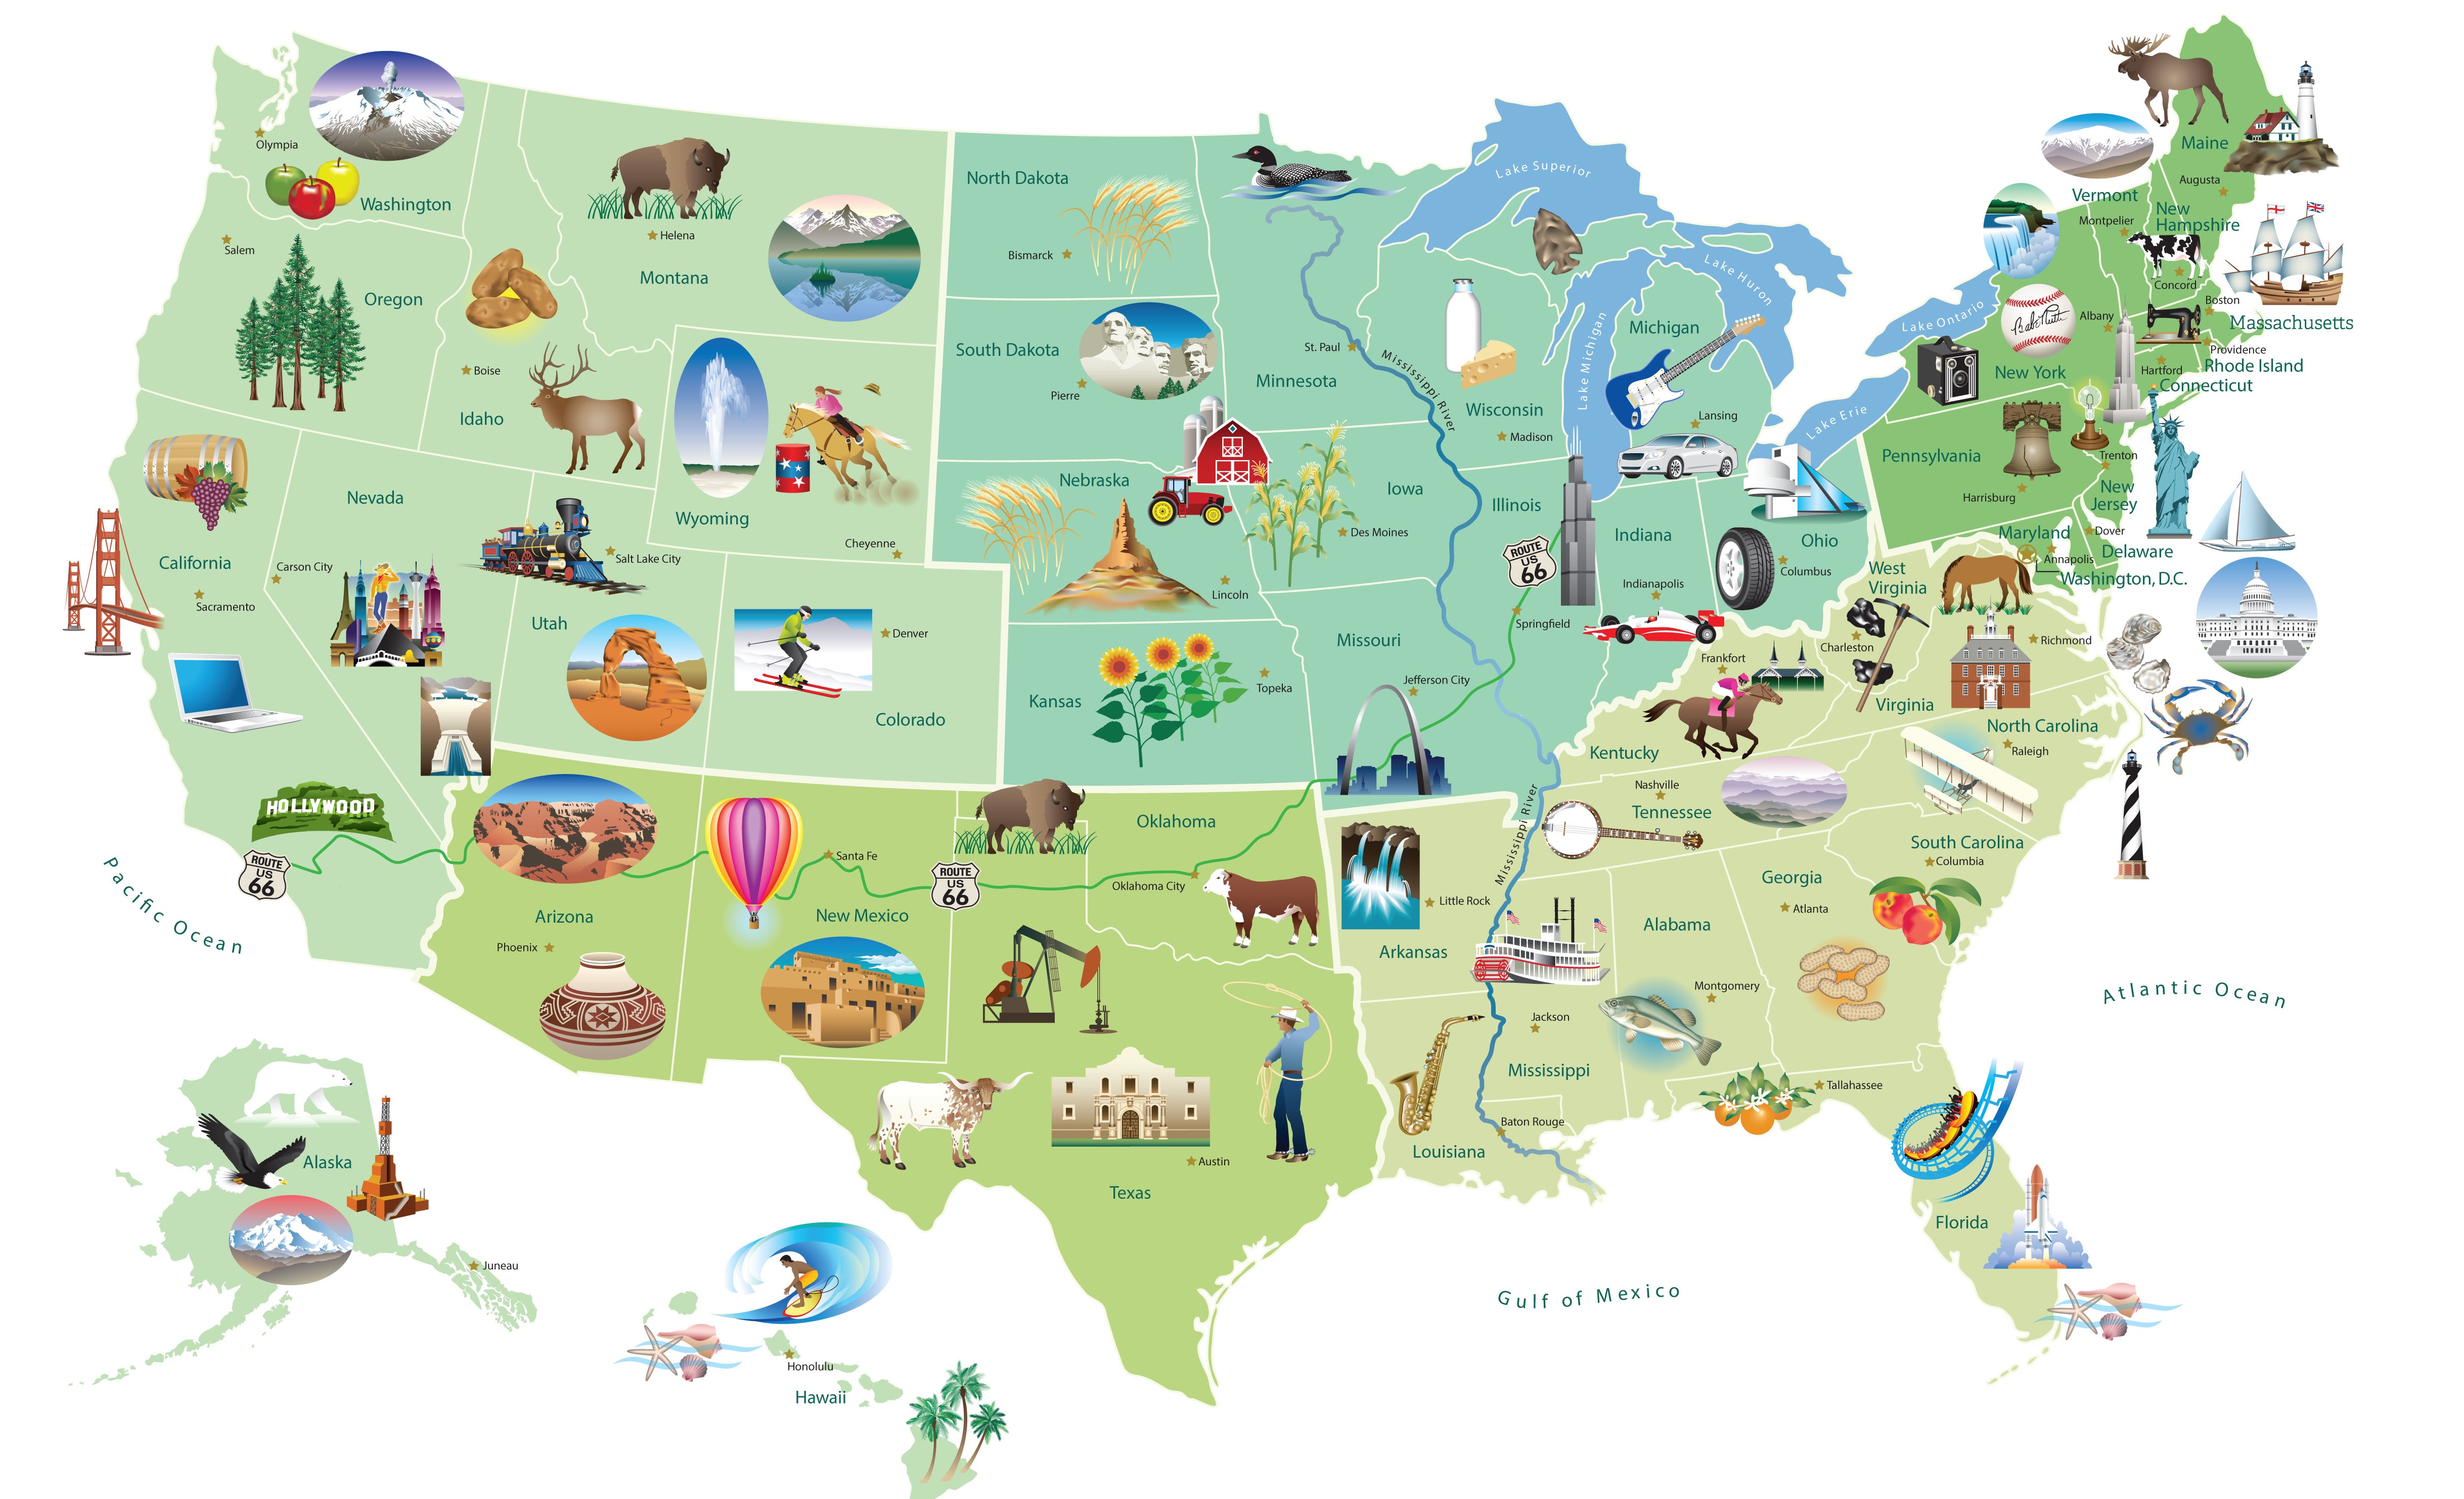 Olympia
Washington
Salem
Oregon
Boise
Idaho
Helena
Montana
Wyoming
Cheyenne
Nevada
Carson City
California
Sacramento
Salt Lake City
Utah
Denver
Colorado
HOLLYWOOD
ROUTE
US
66
Pacific Ocean
Arizona
Phoenix
Santa Fe
New Mexico
ROUTE
US
66
Oklahoma
Oklahoma City
Texas
Austin
North Dakota
Bismarck
South Dakota
Pierre
Nebraska
Lincoln
Kansas
Topeka
Minnesota
St. Paul
Mississippi River
Iowa
Des Moines
Missouri
Jefferson City
Wisconsin
Madison
Illinois
ROUTE
US
66
Springfield
Lake Superior
Lake Michigan
Lake Huron
Michigan
Lansing
Lake Erie
Lake Ontario
Indiana
Indianapolis
Ohio
Columbus
Maine
Augusta
Vermont
Montpelier
New
Hampshire
Concord
Boston
Massachusetts
Providence
Rhode Island
Hartford
Connecticut
Albany
Babe Ruth
New York
Pennsylvania
Harrisburg
Trenton
New
Jersey
Maryland
Dover
Annapolis
Delaware
Washington, D.C.
West
Virginia
Charleston
Richmond
Virginia
Frankfort
Kentucky
North Carolina
Raleigh
Nashville
Tennessee
South Carolina
Columbia
Mississippi River
Little Rock
Arkansas
Georgia
Atlanta
Alabama
Montgomery
Jackson
Mississippi
Baton Rouge
Louisiana
Tallahassee
Florida
Atlantic Ocean
Gulf of Mexico
Alaska
Juneau
Honolulu
Hawaii